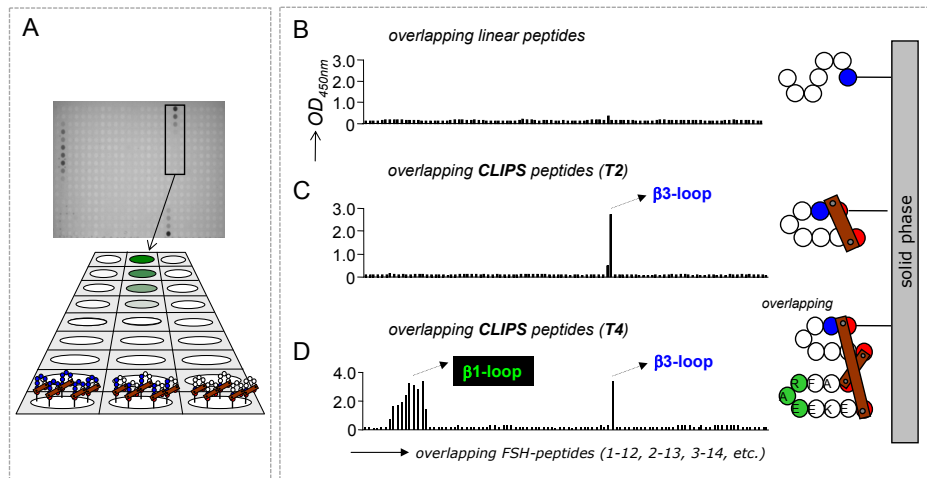 A
B
overlapping linear peptides
3.0
2.0
1.0
0
→ OD450nm
C
overlapping CLIPS peptides (T2)
β3-loop
3.0
2.0
1.0
0
solid phase
overlapping
overlapping CLIPS peptides (T4)
D
β1-loop
β3-loop
4.0
2.0
0
R F A
A
E E K E
overlapping FSH-peptides (1-12, 2-13, 3-14, etc.)